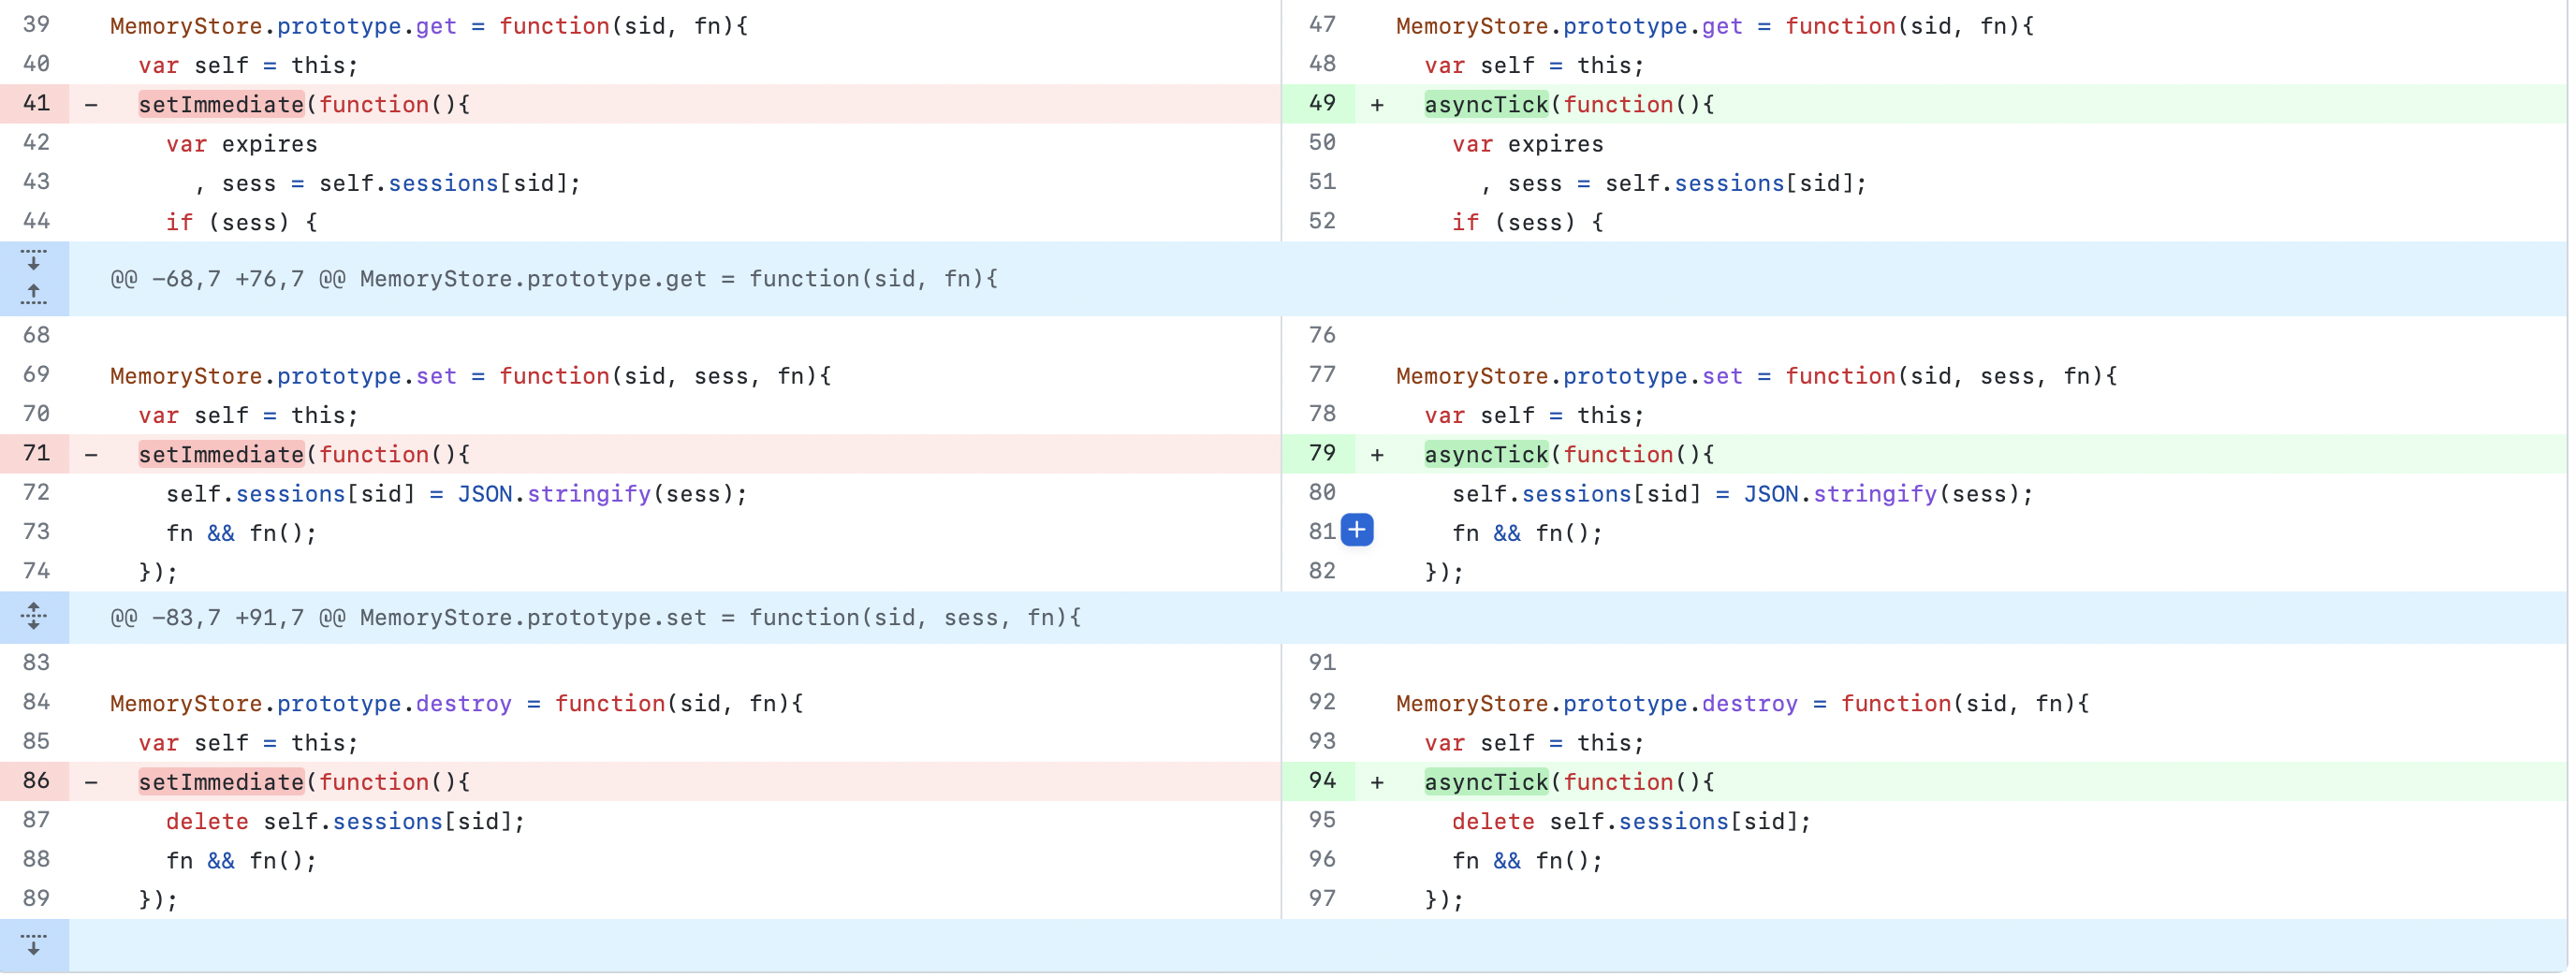 39 MemoryStore.prototype.get = function(sid, fn){
40 var self = this;
41 - setImmediate(function(){
42 var expires
43 , sess = self.sessions[sid];
44 if (sess) {
@@ -68,7 +76,7 @@ MemoryStore.prototype.get = function(sid, fn){
68
69 MemoryStore.prototype.set = function(sid, sess, fn){
70 var self = this;
71 - setImmediate(function(){
72 self.sessions[sid] = JSON.stringify(sess);
73 fn && fn();
74 });
@@ -83,7 +91,7 @@ MemoryStore.prototype.set = function(sid, sess, fn){
83
84 MemoryStore.prototype.destroy = function(sid, fn){
85 var self = this;
86 - setImmediate(function(){
87 delete self.sessions[sid];
88 fn && fn();
89 });
47 MemoryStore.prototype.get = function(sid, fn){
48 var self = this;
49 + asyncTick(function(){
50 var expires
51 , sess = self.sessions[sid];
52 if (sess) {
76
77 MemoryStore.prototype.set = function(sid, sess, fn){
78 var self = this;
79 + asyncTick(function(){
80 self.sessions[sid] = JSON.stringify(sess);
81 + fn && fn();
82 });
91
92 MemoryStore.prototype.destroy = function(sid, fn){
93 var self = this;
94 + asyncTick(function(){
95 delete self.sessions[sid];
96 fn && fn();
97 });